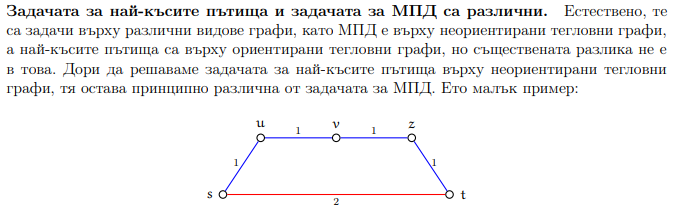 Задачата за най-късите пътища и задачата за МПД са различни. Естествено, те
са задачи върху различни видове графи, като МПД е върху неориентирани тегловни графи,
а най-късите пътища са върху ориентирани тегловни графи, но съществената разлика не е
в това. Дори да решаваме задачата за най-късите пътища върху неориентирани тегловни
графи, тя остава принципно различна от задачата за МПД. Ето малък пример:
u v z
1 1
1 1
s t
2